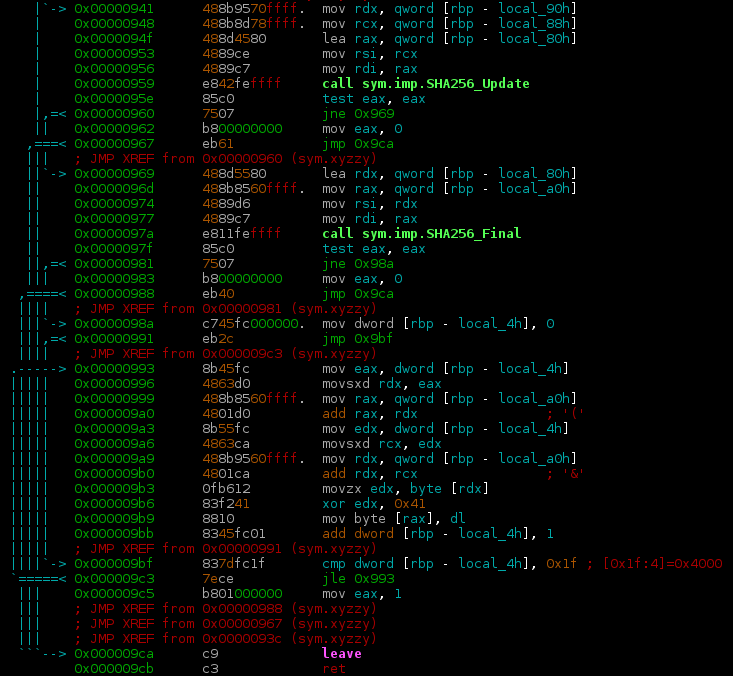 |`-> 0x00000941 488b9570ffff. mov rdx, qword [rbp - local_90h]
| 0x00000948 488b8d78ffff. mov rcx, qword [rbp - local_88h]
| 0x0000094f 488d4580 lea rax, qword [rbp - local_80h]
| 0x00000953 4889ce mov rsi, rcx
| 0x00000956 4889c7 mov rdi, rax
| 0x00000959 e842feffff call sym.imp.SHA256_Update
| 0x0000095e 85c0 test eax, eax
|,=< 0x00000960 7507 jne 0x969
|| 0x00000962 b800000000 mov eax, 0
,===< 0x00000967 eb61 jmp 0x9ca
||| ; JMP XREF from 0x00000960 (sym.xyzzy)
||`-> 0x00000969 488d5580 lea rdx, qword [rbp - local_80h]
|| 0x0000096d 488b8560ffff. mov rax, qword [rbp - local_a0h]
|| 0x00000974 4889d6 mov rsi, rdx
|| 0x00000977 4889c7 mov rdi, rax
|| 0x0000097a e811feffff call sym.imp.SHA256_Final
|| 0x0000097f 85c0 test eax, eax
||,=< 0x00000981 7507 jne 0x98a
||| 0x00000983 b800000000 mov eax, 0
,====< 0x00000988 eb40 jmp 0x9ca
|||| ; JMP XREF from 0x00000981 (sym.xyzzy)
|||`-> 0x0000098a c745fc000000. mov dword [rbp - local_4h], 0
|||,=< 0x00000991 eb2c jmp 0x9bf
|||| ; JMP XREF from 0x000009c3 (sym.xyzzy)
.-----> 0x00000993 8b45fc mov eax, dword [rbp - local_4h]
||||| 0x00000996 4863d0 movsxd rdx, eax
||||| 0x00000999 488b8560ffff. mov rax, qword [rbp - local_a0h]
||||| 0x000009a0 4801d0 add rax, rdx ; '('
||||| 0x000009a3 8b55fc mov edx, dword [rbp - local_4h]
||||| 0x000009a6 4863ca movsxd rcx, edx
||||| 0x000009a9 488b9560ffff. mov rdx, qword [rbp - local_a0h]
||||| 0x000009b0 4801ca add rdx, rcx ; '&'
||||| 0x000009b3 0fb612 movzx edx, byte [rdx]
||||| 0x000009b6 83f241 xor edx, 0x41
||||| 0x000009b9 8810 mov byte [rax], dl
||||| 0x000009bb 8345fc01 add dword [rbp - local_4h], 1
||||| ; JMP XREF from 0x00000991 (sym.xyzzy)
||||`-> 0x000009bf 837dfc1f cmp dword [rbp - local_4h], 0x1f ; [0x1f:4]=0x4000
`=====< 0x000009c3 7ece jle 0x993
||| 0x000009c5 b801000000 mov eax, 1
||| ; JMP XREF from 0x00000988 (sym.xyzzy)
||| ; JMP XREF from 0x00000967 (sym.xyzzy)
||| ; JMP XREF from 0x0000093c (sym.xyzzy)
```--> 0x000009ca c9 leave
0x000009cb c3 ret